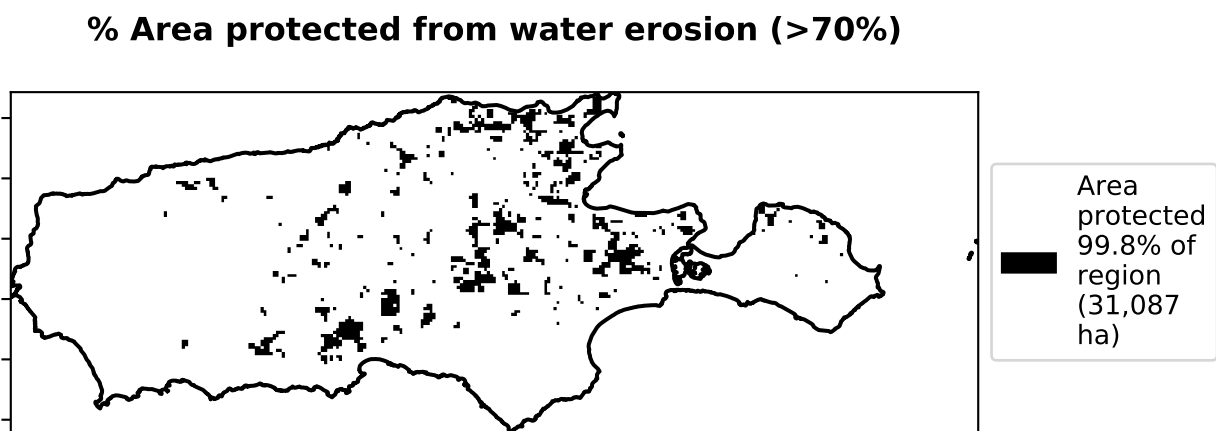 % Area protected from water erosion (>70%)
Area
protected
99.8% of
region
(31,087
ha)